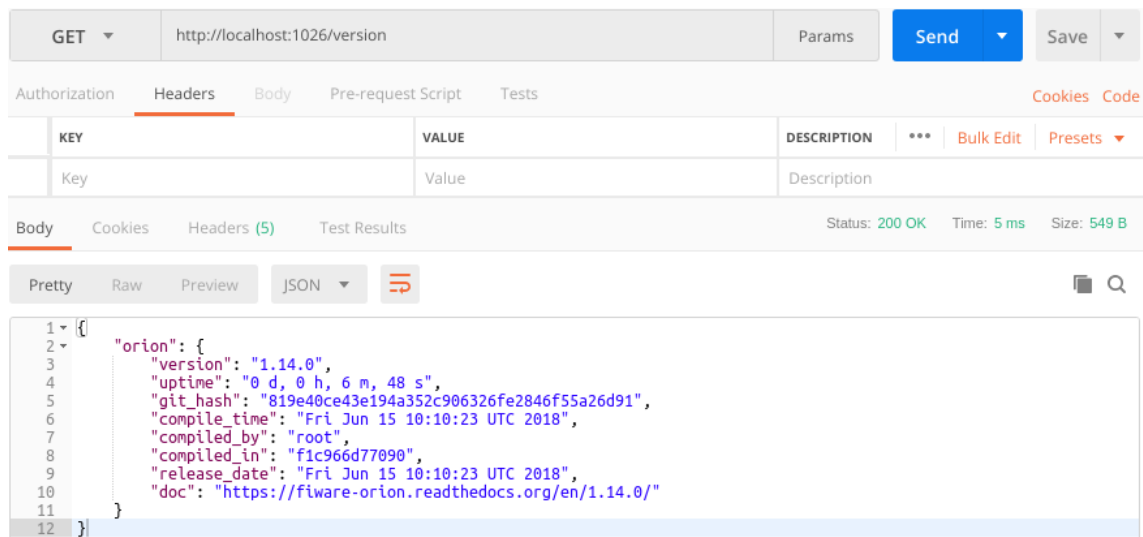 GET http://localhost:1026/version Params Send Save
Authorization Headers Body Pre-request Script Tests Cookies Code
KEY VALUE DESCRIPTION ••• Bulk Edit Presets
Key Value Description
Body Cookies Headers (5) Test Results Status: 200 OK Time: 5 ms Size: 549 B
Pretty Raw Preview JSON
1 {
2 "orion": {
3 "version": "1.14.0",
4 "uptime": "0 d, 0 h, 6 m, 48 s",
5 "git_hash": "819e40ce43e194a352c906326fe2846f55a26d91",
6 "compile_time": "Fri Jun 15 10:10:23 UTC 2018",
7 "compiled_by": "root",
8 "compiled_in": "f1c966d77090",
9 "release_date": "Fri Jun 15 10:10:23 UTC 2018",
10 "doc": "https://fiware-orion.readthedocs.org/en/1.14.0/"
11 }
12 }